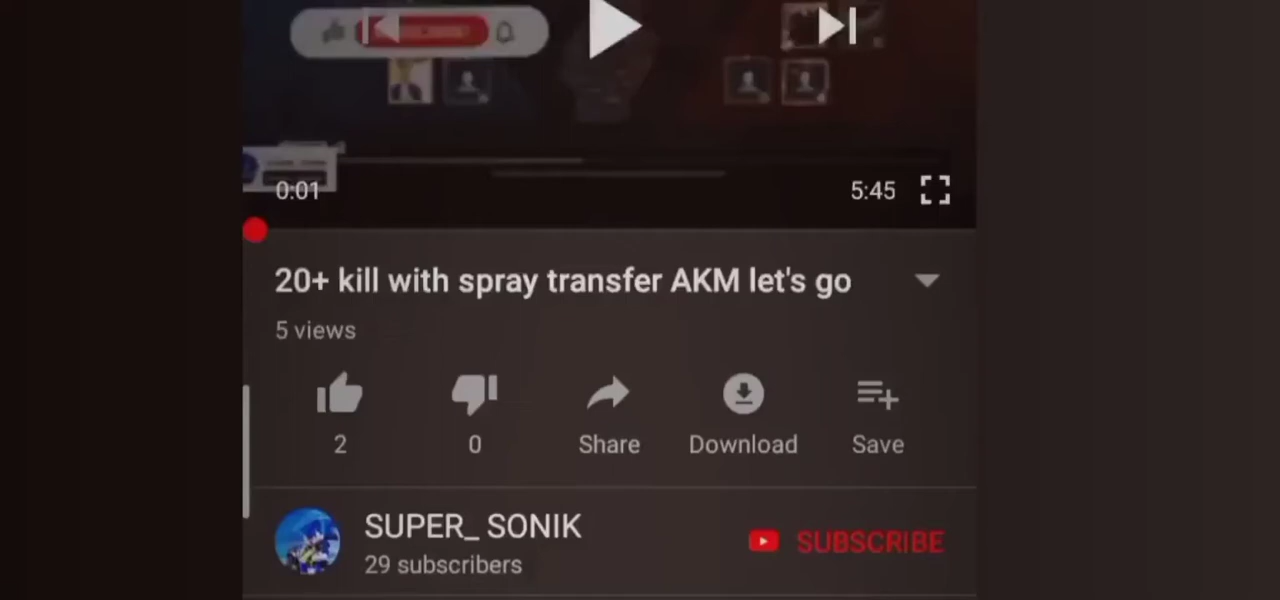 0:01
5:45
20+ kill with spray transfer AKM let's go
5 views
2
0
Share
Download
Save
SUPER_ SONIK
29 subscribers
SUBSCRIBE